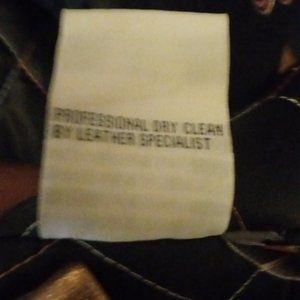 PROFESSIONAL DRY CLEAN
BY LEATHER SPECIALIST